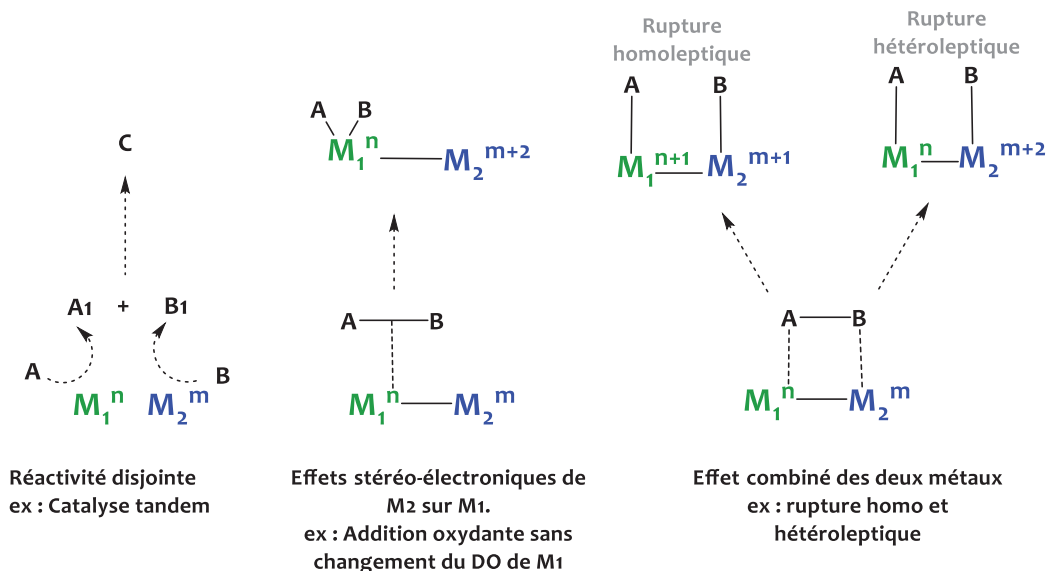 C
A1 + B1
A
B
M₁ⁿ M₂ᵐ
Réactivité disjointe
ex : Catalyse tandem
A B
M₁ⁿ M₂ᵐ⁺²
A B
M₁ⁿ M₂ᵐ
Effets stéréo-électroniques de
M2 sur M1.
ex : Addition oxydante sans
changement du DO de M1
Rupture
homoleptique
A B
M₁ⁿ⁺¹ M₂ᵐ⁺¹
Rupture
hétéroleptique
A B
M₁ⁿ M₂ᵐ⁺²
A B
M₁ⁿ M₂ᵐ
Effet combiné des deux métaux
ex : rupture homo et
hétéroleptique